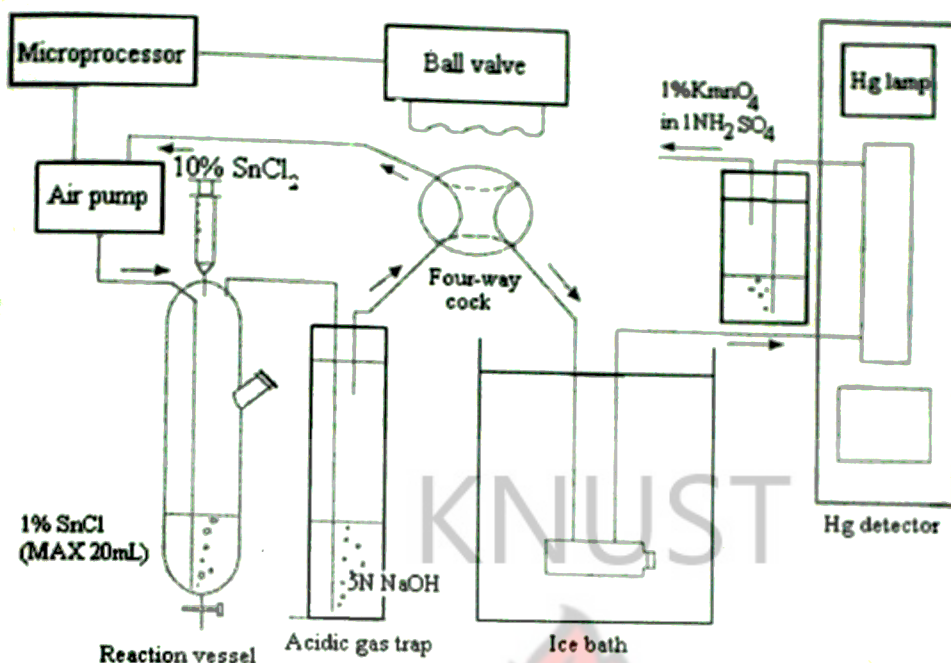 Microprocessor
Ball valve
Hg lamp
1%KmnO4
in 1NH2SO4
10% SnCl2
Air pump
Four-way
cock
KNUST
1% SnCl
(MAX 20mL)
5N NaOH
Hg detector
Reaction vessel
Acidic gas trap
Ice bath